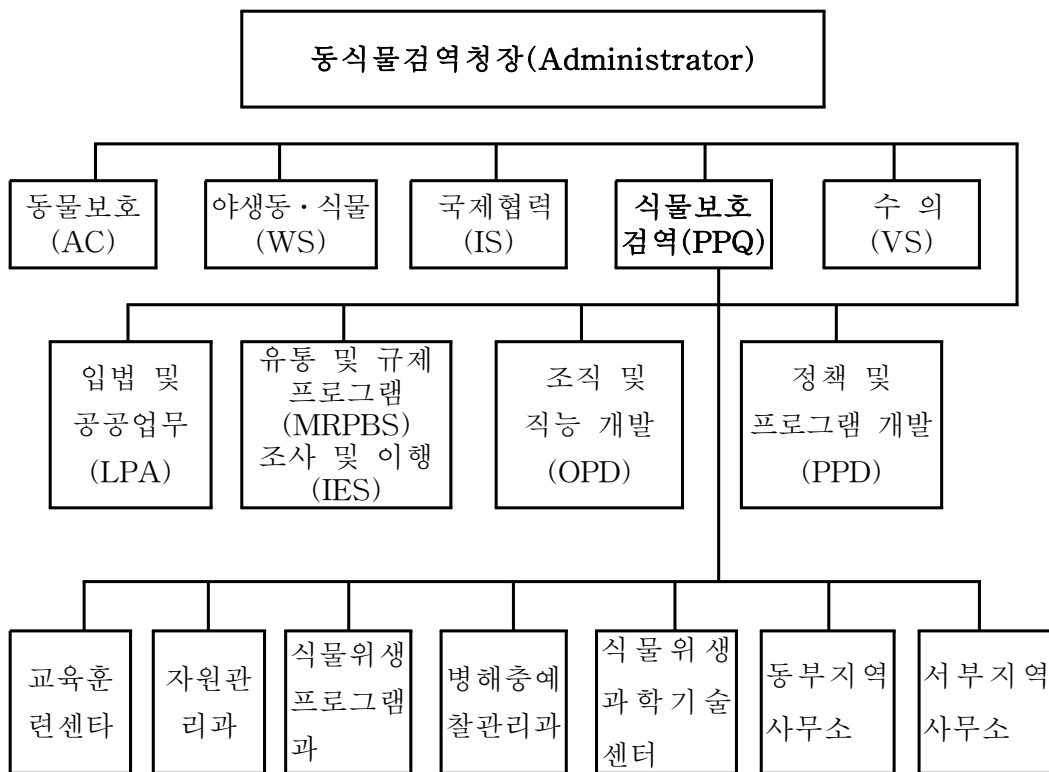 동식물검역청장(Administrator)
동물보호
(AC)
야생동·식물
(WS)
국제협력
(IS)
식물보호
검역(PPQ)
수 의
(VS)
입법 및
공공업무
(LPA)
유통 및 규제
프로그램
(MRPBS)
조사 및 이행
(IES)
조직 및
직능 개발
(OPD)
정책 및
프로그램 개발
(PPD)
교육훈
련센타
자원관
리과
식물위생
프로그램
과
병해충예
찰관리과
식물위생
과학기술
센터
동부지역
사무소
서부지역
사무소